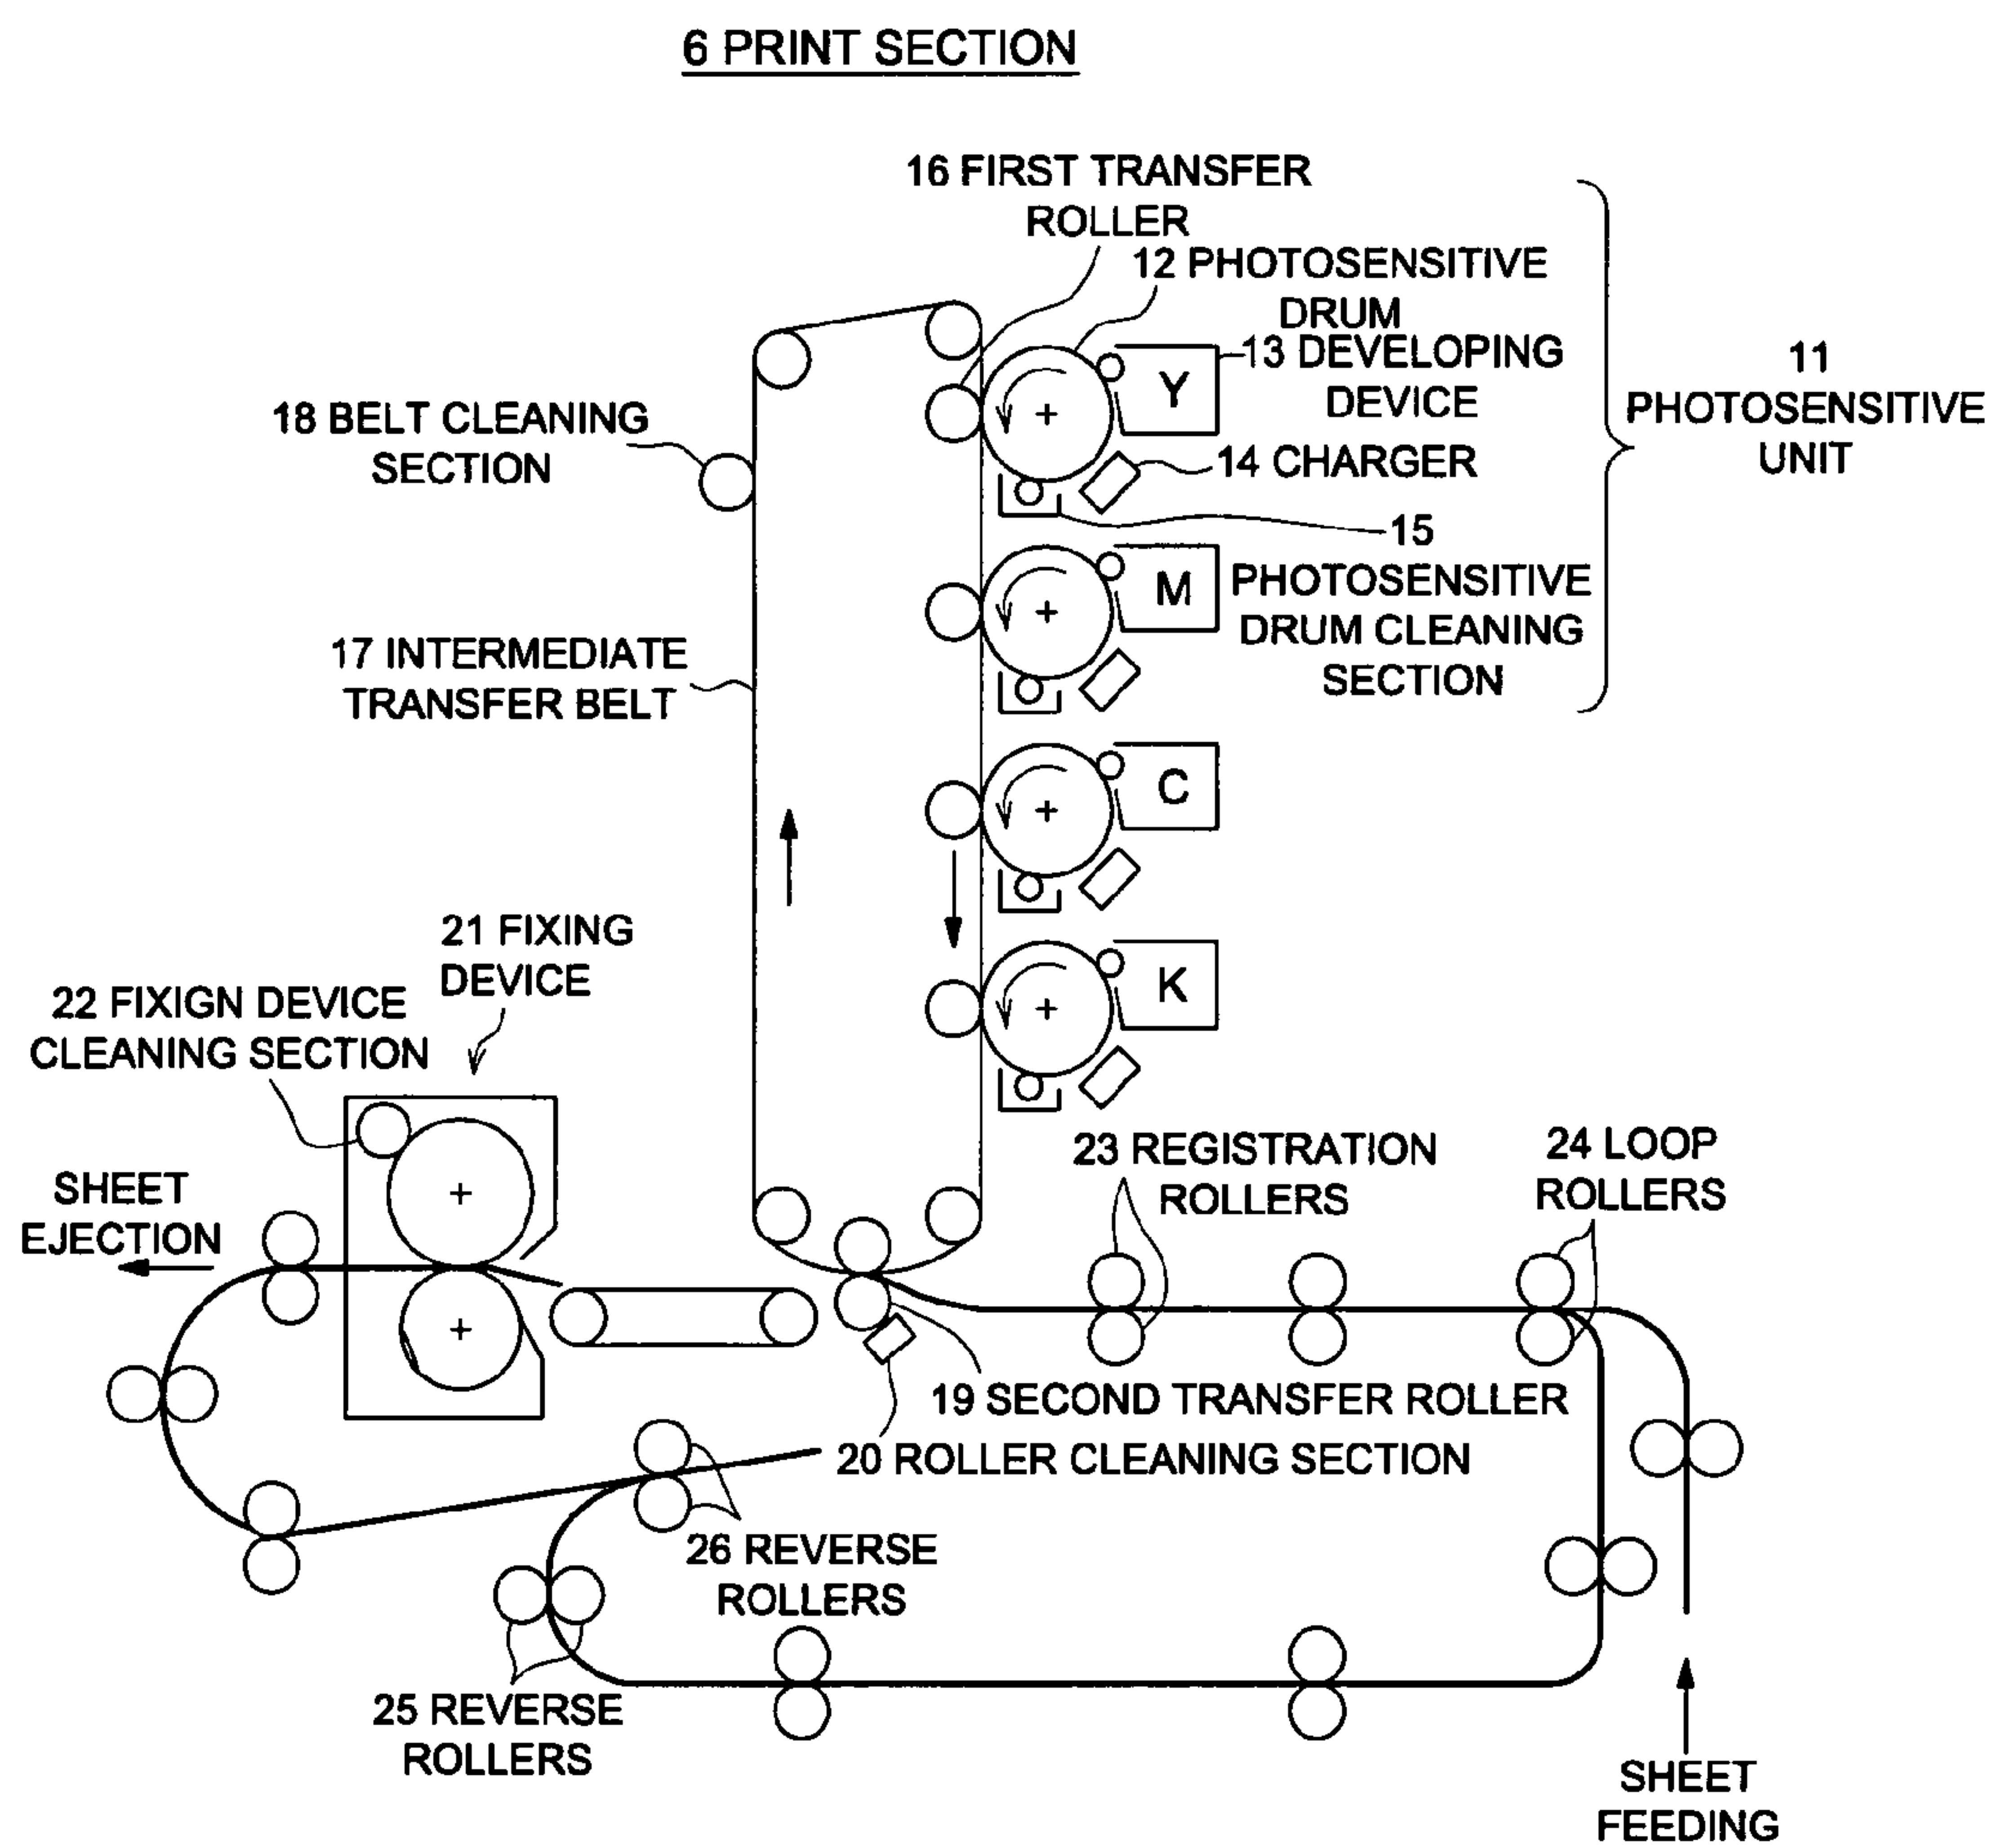 6 PRINT SECTION
16 FIRST TRANSFER
ROLLER
12 PHOTOSENSITIVE
DRUM
13 DEVELOPING
DEVICE
Y
14 CHARGER
15
PHOTOSENSITIVE
DRUM CLEANING
SECTION
11
PHOTOSENSITIVE
UNIT
18 BELT CLEANING
SECTION
M
17 INTERMEDIATE
TRANSFER BELT
C
K
21 FIXING
DEVICE
22 FIXIGN DEVICE
CLEANING SECTION
SHEET
EJECTION
23 REGISTRATION
ROLLERS
24 LOOP
ROLLERS
19 SECOND TRANSFER ROLLER
20 ROLLER CLEANING SECTION
26 REVERSE
ROLLERS
25 REVERSE
ROLLERS
SHEET
FEEDING